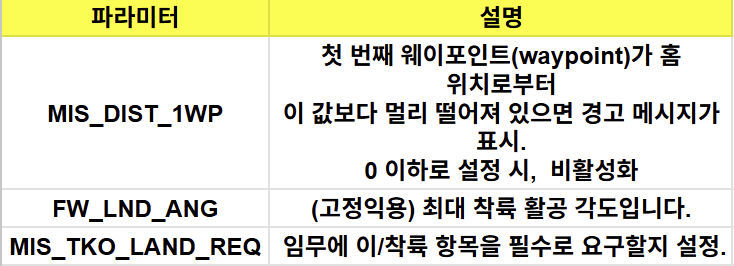 파라미터 설명
MIS_DIST_1WP
첫 번째 웨이포인트(waypoint)가 홈
위치로부터
이 값보다 멀리 떨어져 있으면 경고 메시지가
표시.
0 이하로 설정 시, 비활성화
FW_LND_ANG (고정익용) 최대 착륙 활공 각도입니다.
MIS_TKO_LAND_REQ 임무에 이/착륙 항목을 필수로 요구할지 설정.